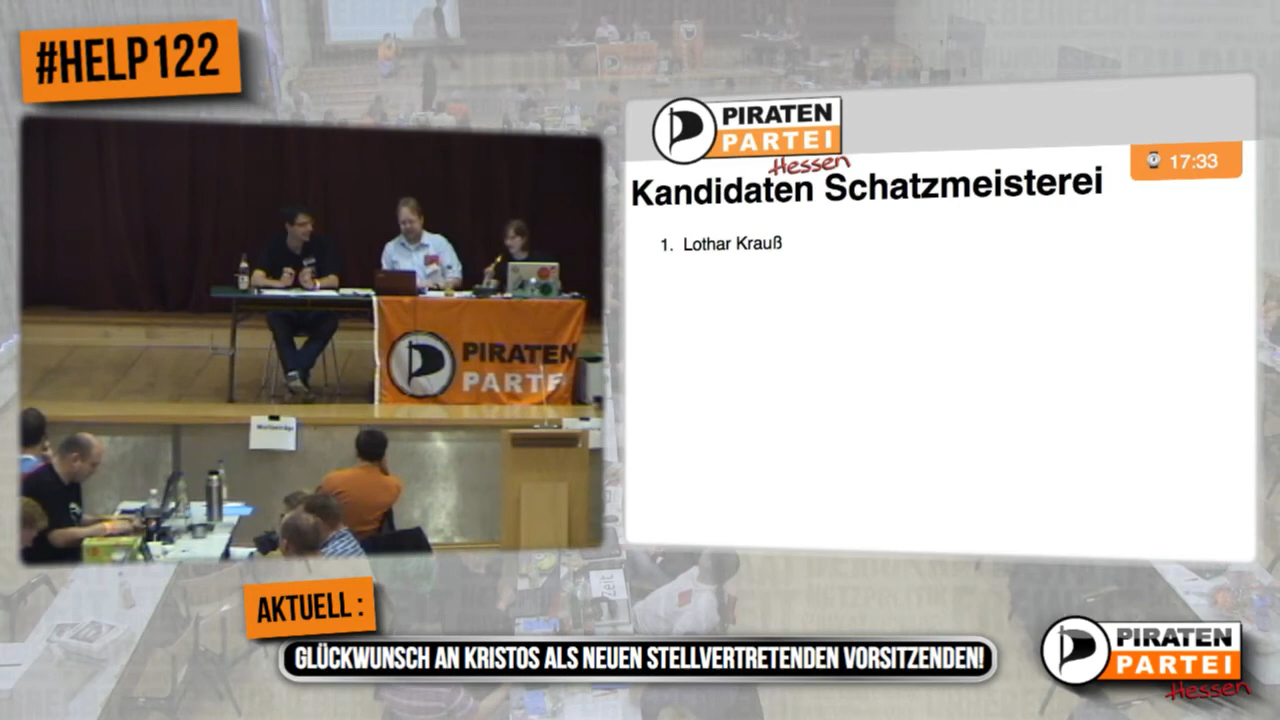 #HELP122
PIRATEN
PARTEI
Hessen
17:33
Kandidaten Schatzmeisterei
1. Lothar Krauß
PIRATEN
PARTE
AKTUELL :
GLÜCKWUNSCH AN KRISTOS ALS NEUEN STELLVERTRETENDEN VORSITZENDEN!
PIRATEN
PARTEI
Hessen